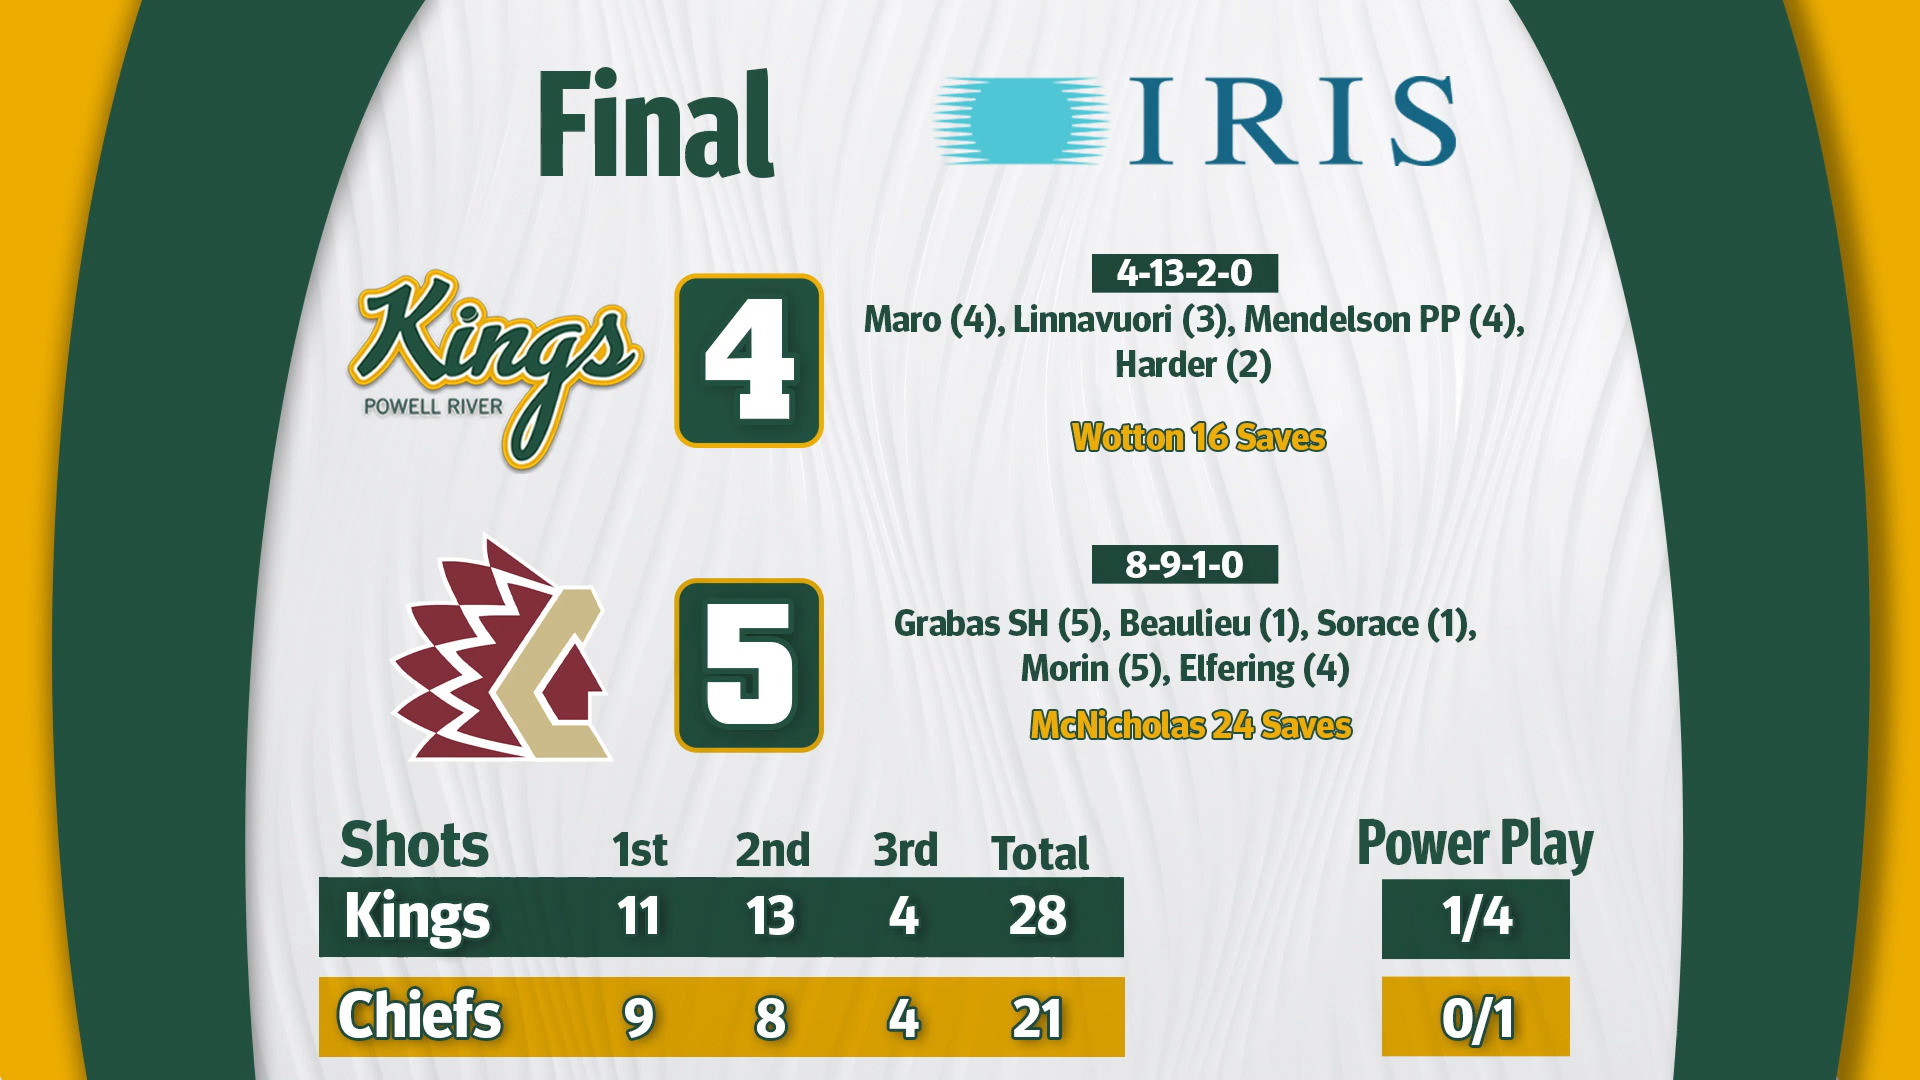 Final
IRIS
Kings
POWELL RIVER
4
4-13-2-0
Maro (4), Linnavuori (3), Mendelson PP (4),
Harder (2)
Wotton 16 Saves
5
8-9-1-0
Grabas SH (5), Beaulieu (1), Sorace (1),
Morin (5), Elfering (4)
McNicholas 24 Saves
Shots 1st 2nd 3rd Total
Kings 11 13 4 28
Chiefs 9 8 4 21
Power Play
1/4
0/1